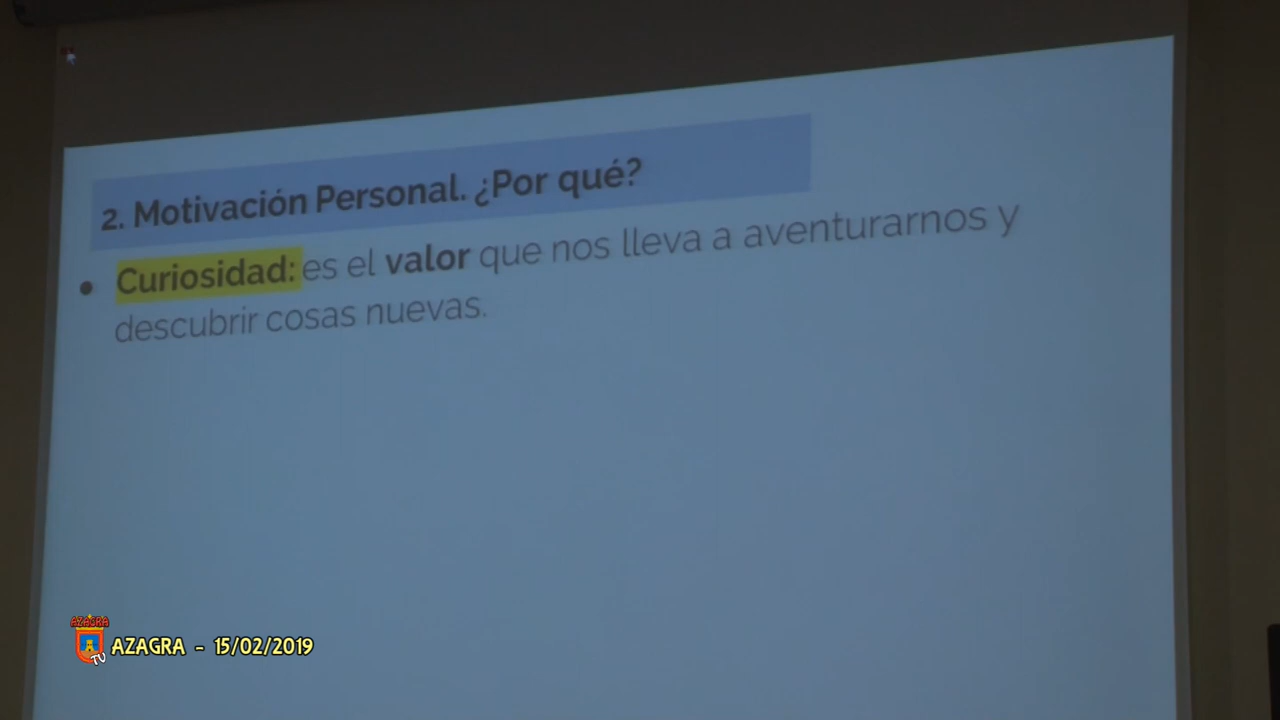 2. Motivación Personal. ¿Por qué?
• Curiosidad: es el valor que nos lleva a aventurarnos y
descubrir cosas nuevas.
AZAGRA
TV
AZAGRA - 15/02/2019